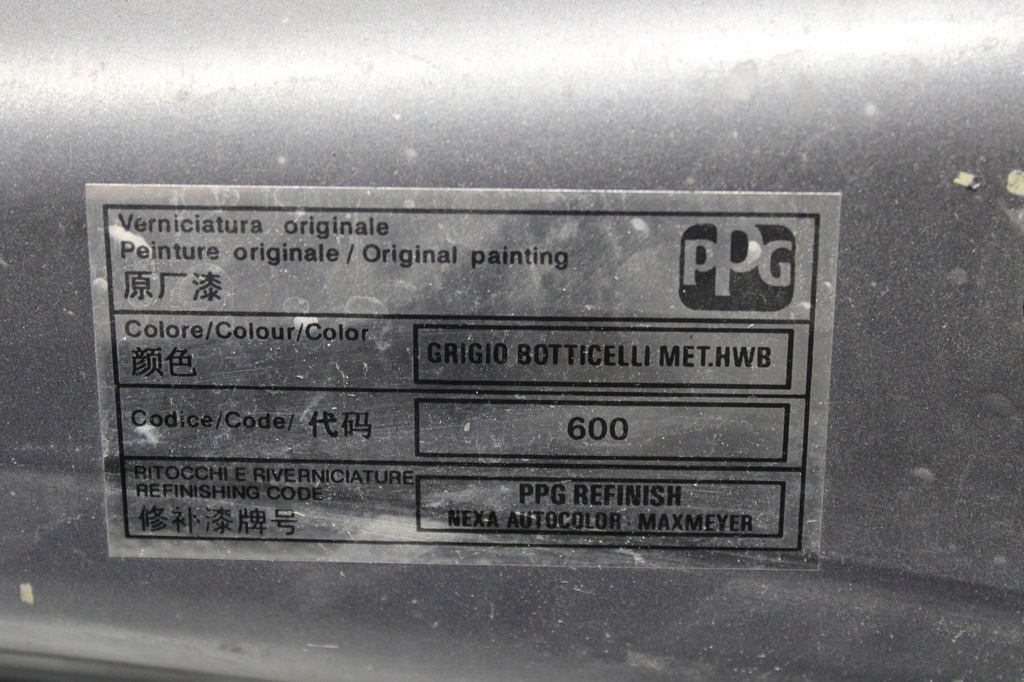 Verniciatura originale
Peinture originale / Original painting
原厂漆
PPG
Colore/Colour/Color
颜色
GRIGIO BOTTICELLI MET.HWB
Codice/Code/ 代码
600
RITOCCHI E RIVERNICIATURE
REFINISHING CODE
修补漆牌号
PPG REFINISH
NEXA AUTOCOLOR - MAXMEYER